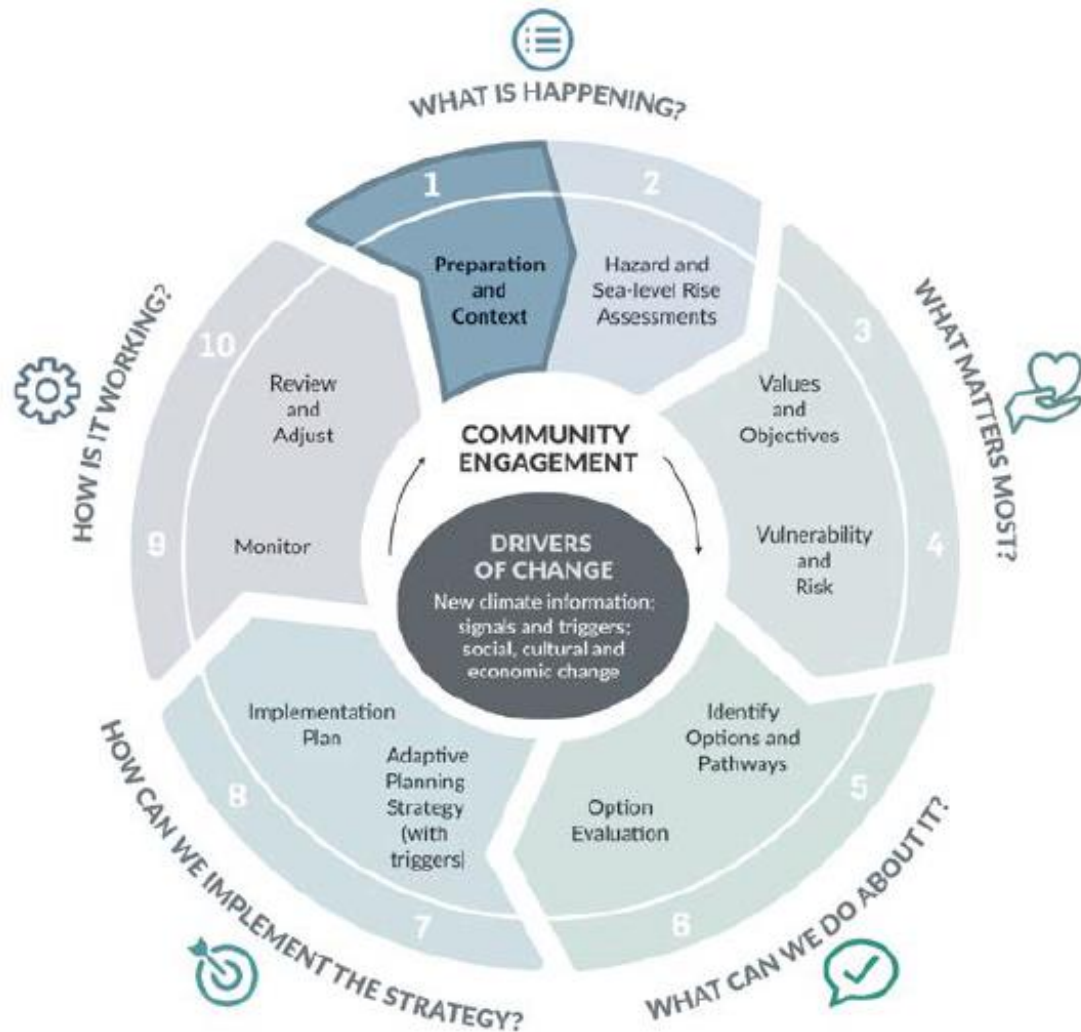 WHAT IS HAPPENING?
1
Preparation
and
Context
2
Hazard and
Sea-level Rise
Assessments
WHAT MATTERS MOST?
3
Values
and
Objectives
4
Vulnerability
and
Risk
WHAT CAN WE DO ABOUT IT?
5
Identify
Options and
Pathways
6
Option
Evaluation
HOW CAN WE IMPLEMENT THE STRATEGY?
7
Adaptive
Planning
Strategy
(with
triggers)
8
Implementation
Plan
HOW IS IT WORKING?
9
Monitor
10
Review
and
Adjust
COMMUNITY
ENGAGEMENT
DRIVERS
OF CHANGE
New climate information;
signals and triggers;
social, cultural and
economic change